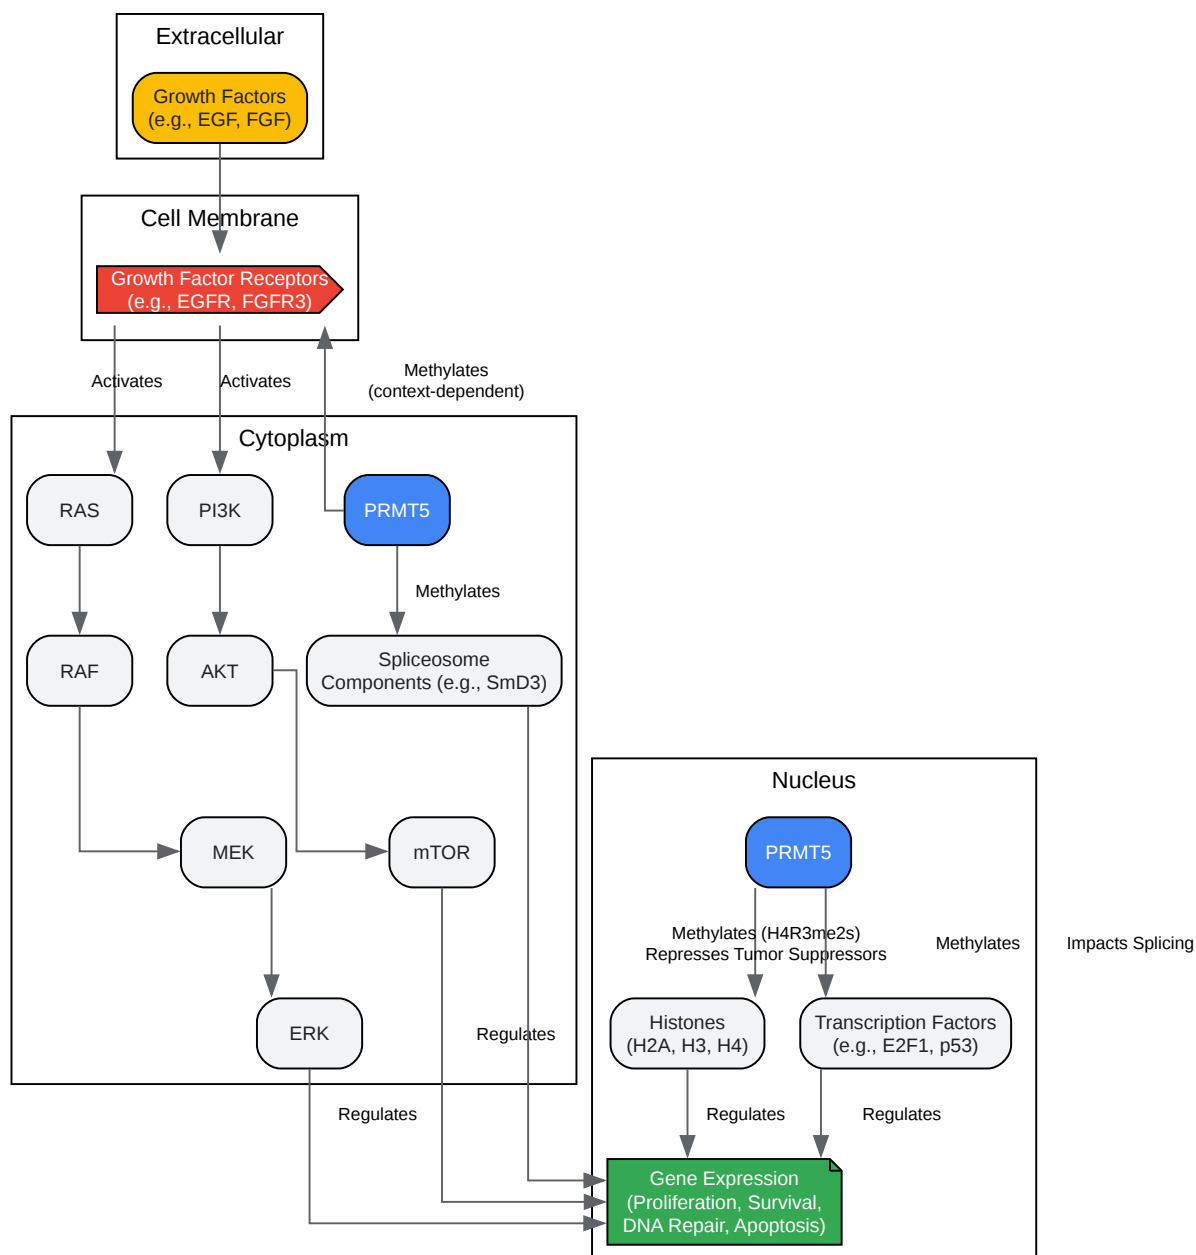 Extracellular
Growth Factors
(e.g., EGF, FGF)
Cell Membrane
Growth Factor Receptors
(e.g., EGFR, FGFR3)
Activates
Activates
Methylates
(context-dependent)
Cytoplasm
RAS
PI3K
PRMT5
Methylates
RAF
AKT
Spliceosome
Components (e.g., SmD3)
Nucleus
MEK
mTOR
PRMT5
Methylates (H4R3me2s)
Represses Tumor Suppressors
Methylates
Impacts Splicing
ERK
Regulates
Histones
(H2A, H3, H4)
Transcription Factors
(e.g., E2F1, p53)
Regulates
Regulates
Regulates
Gene Expression
(Proliferation, Survival,
DNA Repair, Apoptosis)